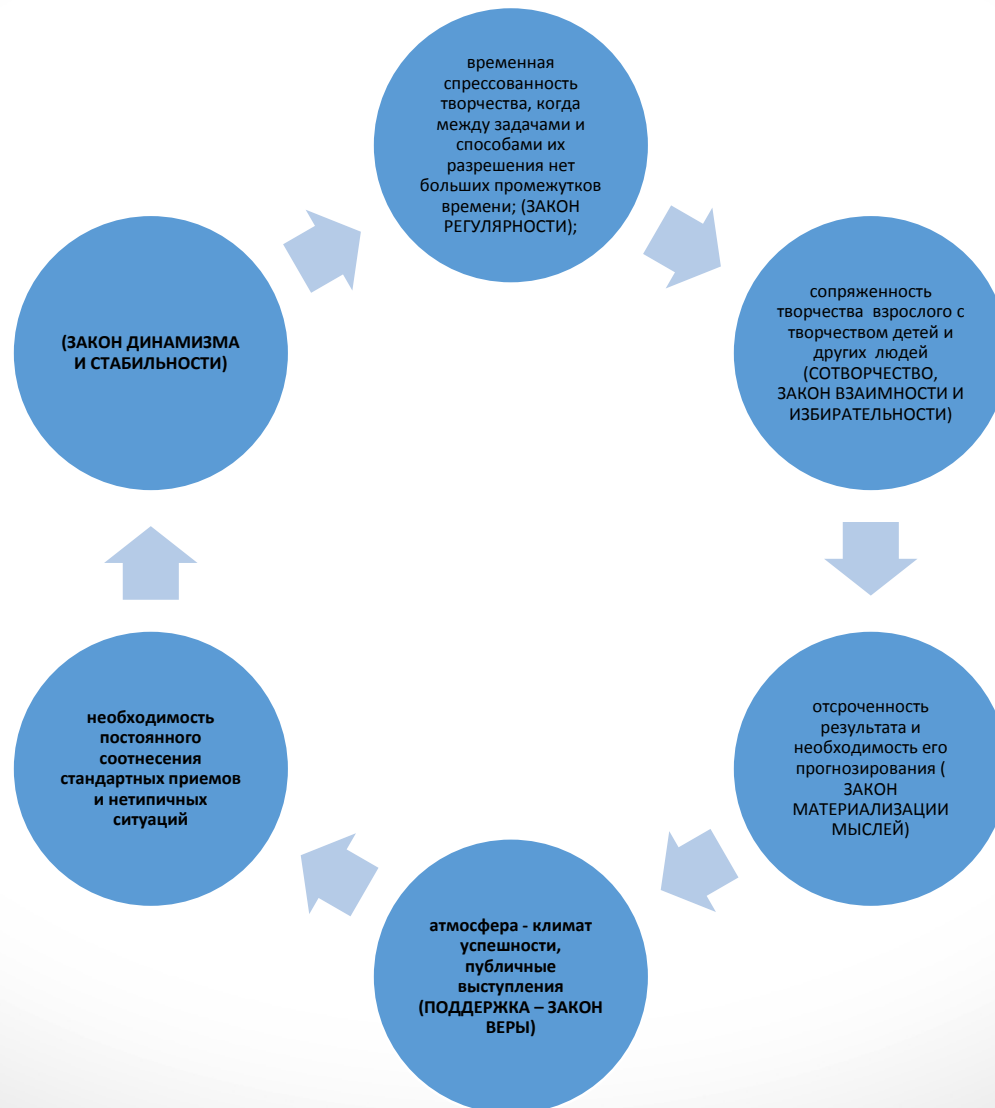 временная
спрессованность
творчества, когда
между задачами и
способами их
разрешения нет
больших промежутков
времени; (ЗАКОН
РЕГУЛЯРНОСТИ);
сопряженность
творчества взрослого с
творчеством детей и
других людей
(СОТВОРЧЕСТВО,
ЗАКОН ВЗАИМНОСТИ И
ИЗБИРАТЕЛЬНОСТИ)
отсроченность
результата и
необходимость его
прогнозирования (
ЗАКОН
МАТЕРИАЛИЗАЦИИ
МЫСЛЕЙ)
атмосфера - климат
успешности,
публичные
выступления
(ПОДДЕРЖКА – ЗАКОН
ВЕРЫ)
необходимость
постоянного
соотнесения
стандартных приемов
и нетипичных
ситуаций
(ЗАКОН ДИНАМИЗМА
И СТАБИЛЬНОСТИ)